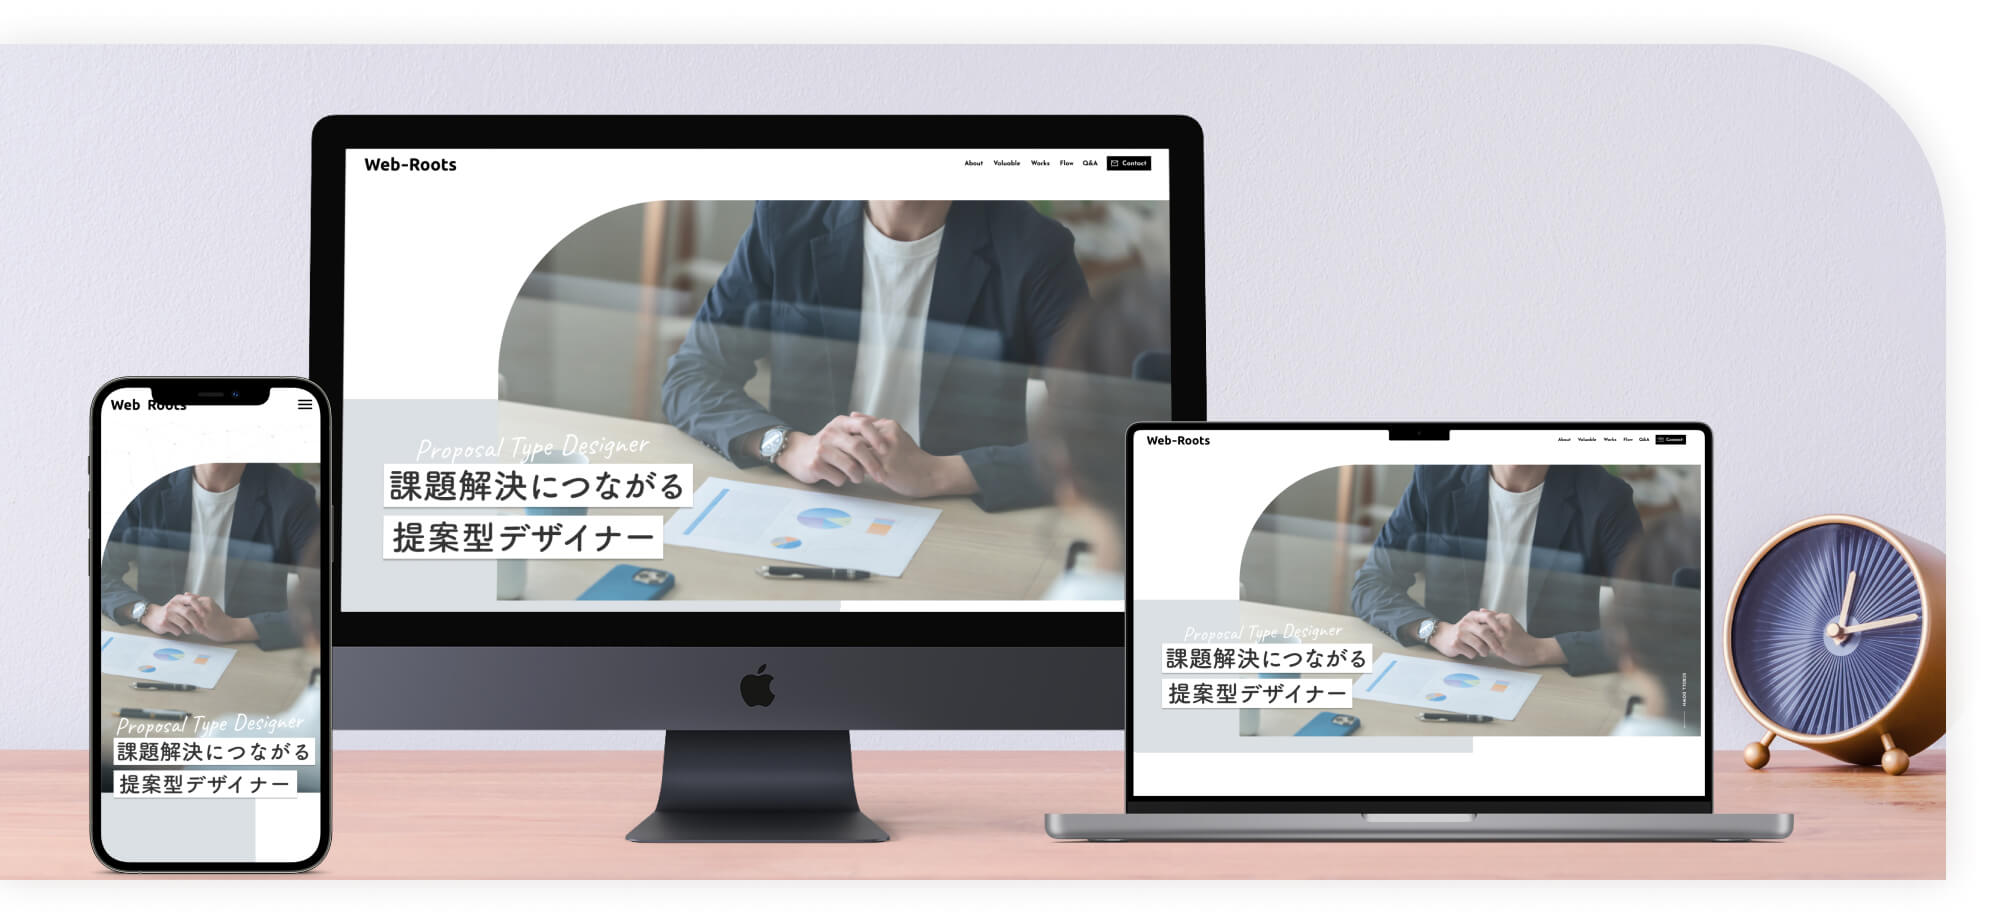 Web-Roots
About Valuable Works Flow Q&A Contact
Proposal Type Designer
課題解決につながる
提案型デザイナー
Web Roots
Proposal Type Designer
課題解決につながる
提案型デザイナー
Web-Roots
About Valuable Works Flow Q&A Contact
Proposal Type Designer
課題解決につながる
提案型デザイナー
SCROLL DOWN